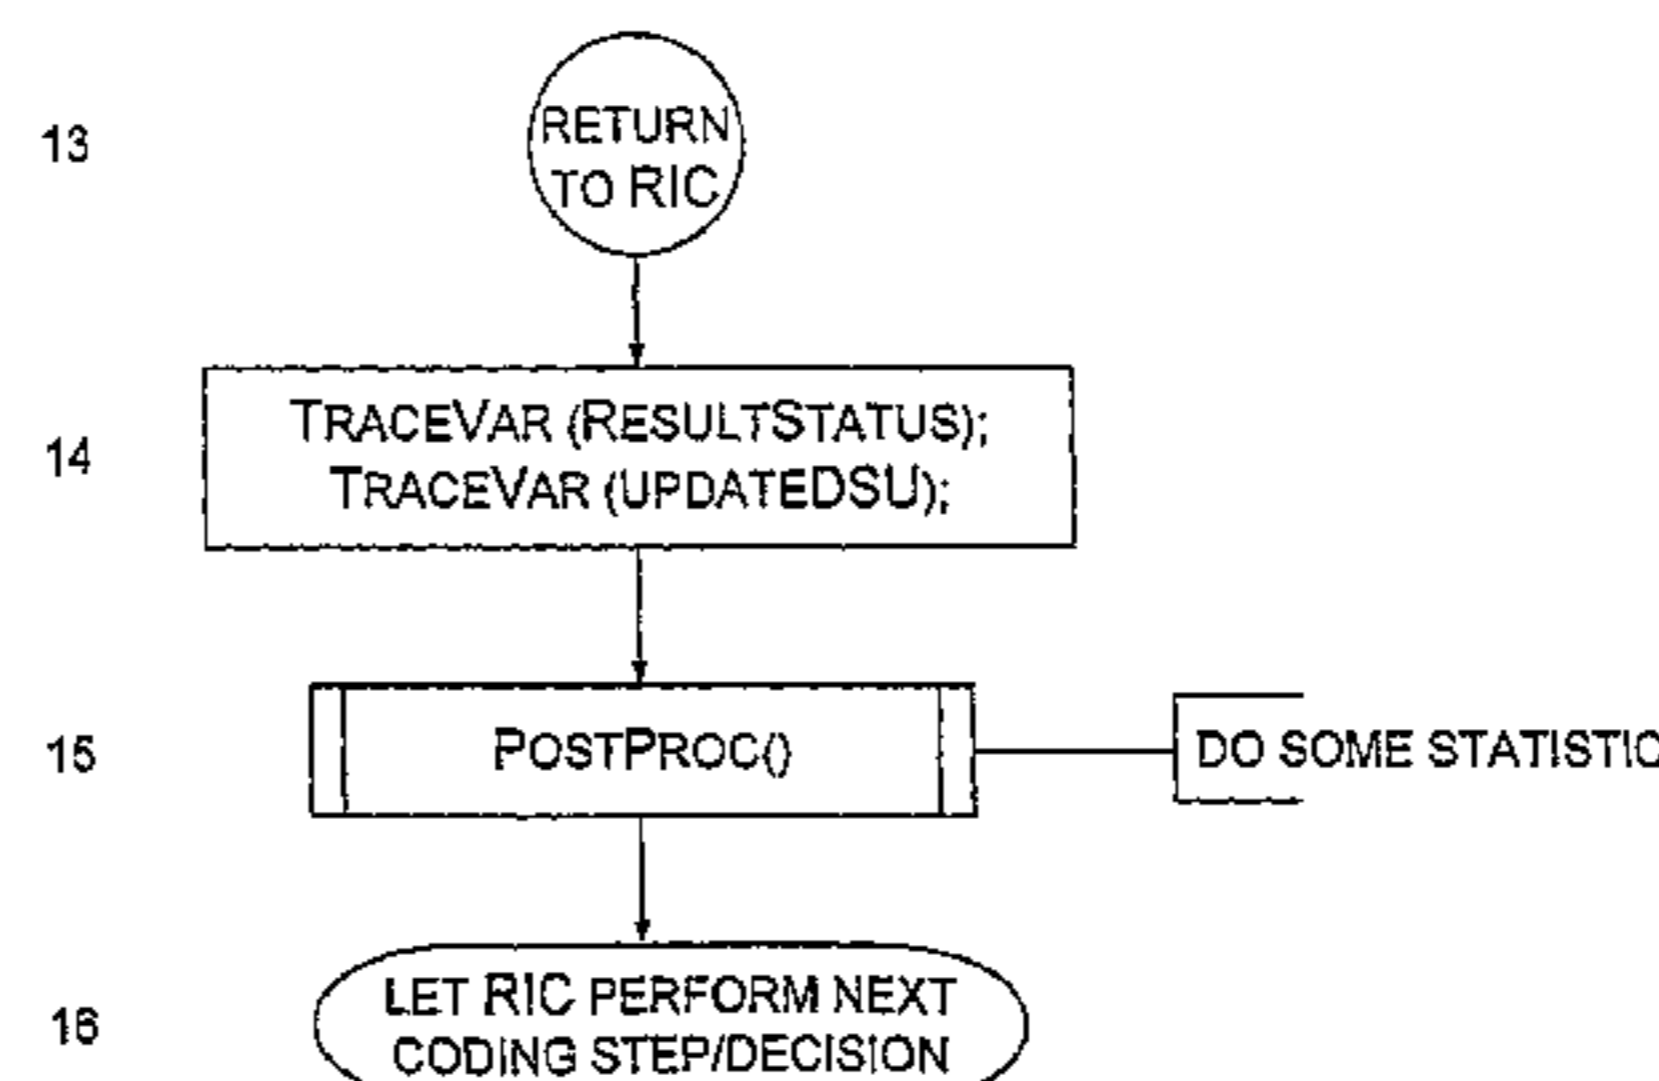 13
RETURN
TO RIC
14
TRACEVAR (RESULTSTATUS);
TRACEVAR (UPDATEDSU);
15
POSTPROC()
DO SOME STATISTIC
16
LET RIC PERFORM NEXT
CODING STEP/DECISION